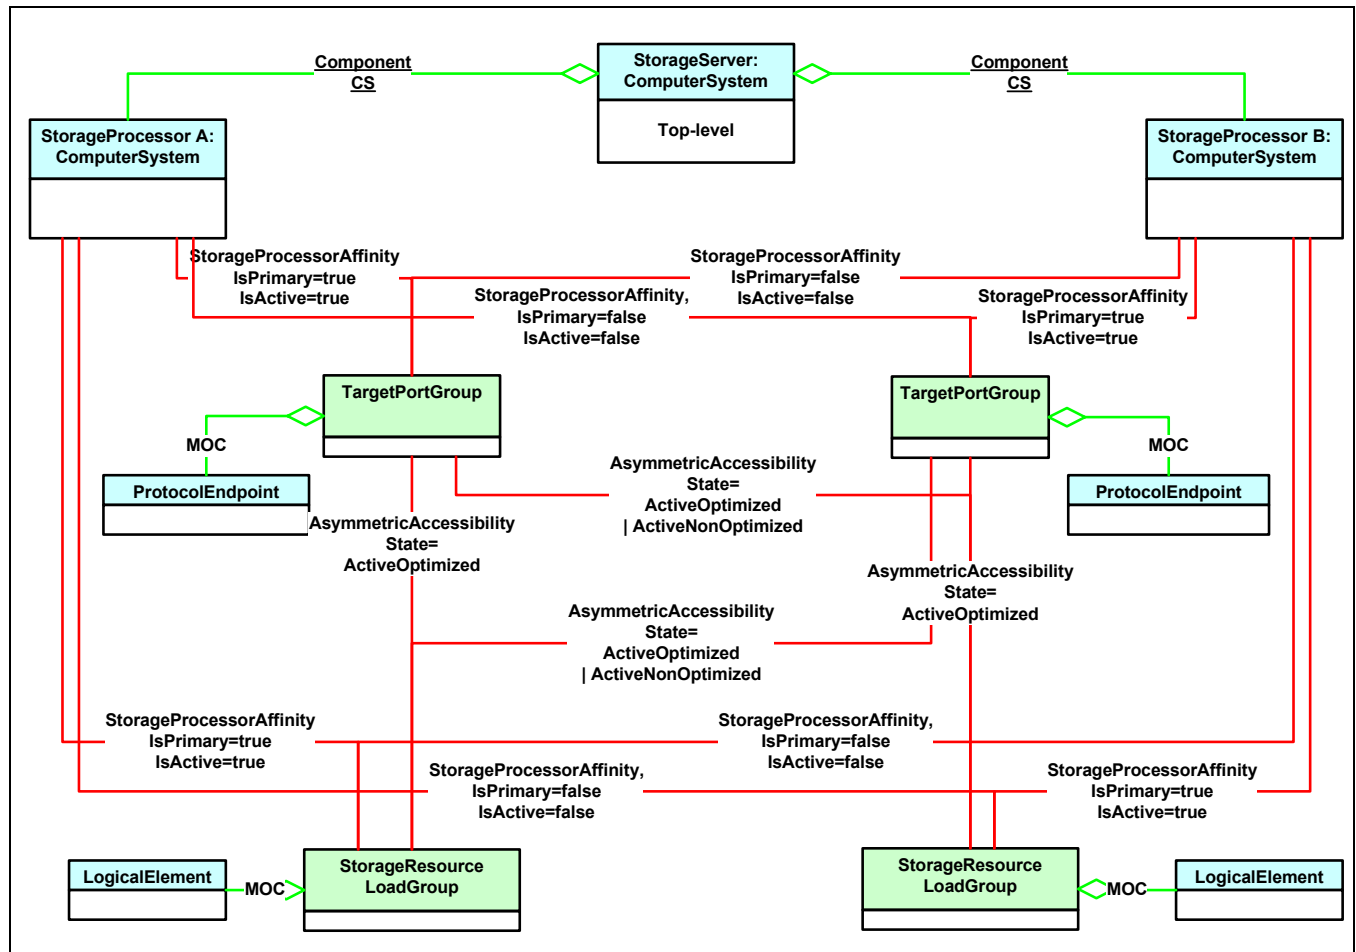 Component
CS
StorageServer:
ComputerSystem
Top-level
Component
CS
StorageProcessor A:
ComputerSystem
StorageProcessor B:
ComputerSystem
StorageProcessorAffinity
IsPrimary=true
IsActive=true
StorageProcessorAffinity
IsPrimary=false
IsActive=false
StorageProcessorAffinity,
IsPrimary=false
IsActive=false
StorageProcessorAffinity
IsPrimary=true
IsActive=true
TargetPortGroup
TargetPortGroup
MOC
MOC
ProtocolEndpoint
ProtocolEndpoint
AsymmetricAccessibility
State=
ActiveOptimized
| ActiveNonOptimized
AsymmetricAccessibility
State=
ActiveOptimized
AsymmetricAccessibility
State=
ActiveOptimized
AsymmetricAccessibility
State=
ActiveOptimized
| ActiveNonOptimized
StorageProcessorAffinity
IsPrimary=true
IsActive=true
StorageProcessorAffinity,
IsPrimary=false
IsActive=false
StorageProcessorAffinity,
IsPrimary=false
IsActive=false
StorageProcessorAffinity
IsPrimary=true
IsActive=true
LogicalElement
MOC
StorageResource
LoadGroup
StorageResource
LoadGroup
MOC
LogicalElement